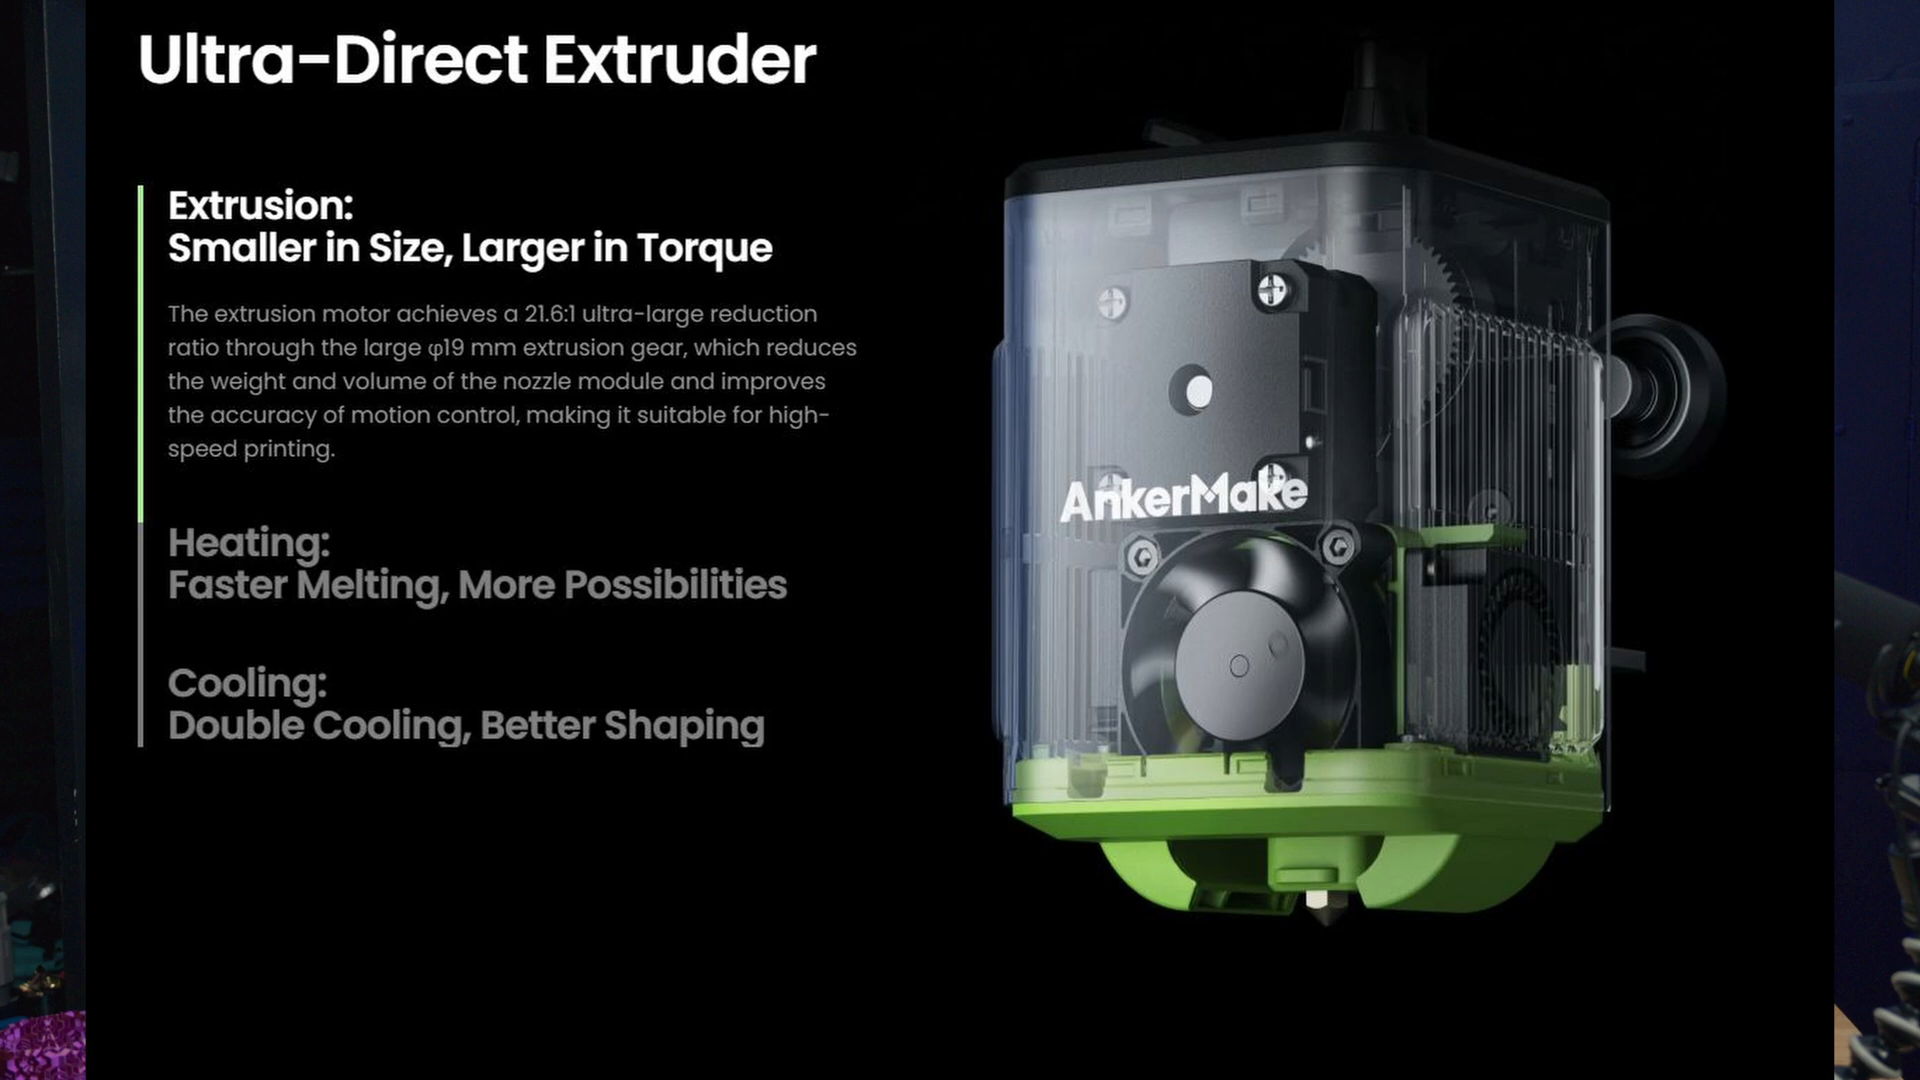 Ultra-Direct Extruder
Extrusion:
Smaller in Size, Larger in Torque
The extrusion motor achieves a 21.6:1 ultra-large reduction
ratio through the large φ19 mm extrusion gear, which reduces
the weight and volume of the nozzle module and improves
the accuracy of motion control, making it suitable for high-
speed printing.
Heating:
Faster Melting, More Possibilities
Cooling:
Double Cooling, Better Shaping
AnkerMake